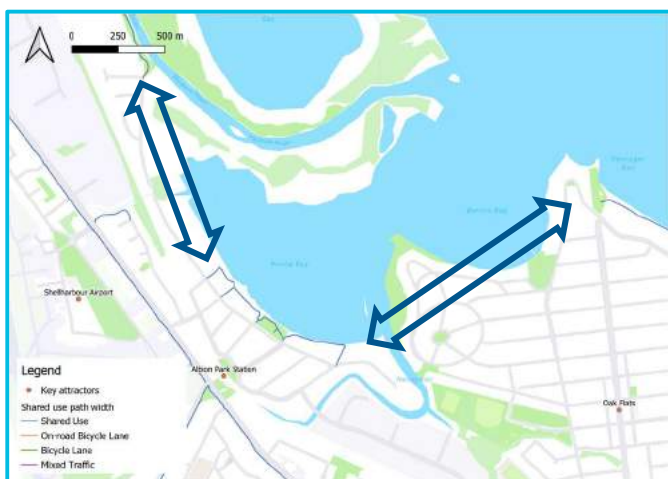 0 250 500 m
Shellharbour Airport
Albion Park Station
Oak Flats
Legend
Key attractors
Shared use path width
Shared Use
On-road Bicycle Lane
Bicycle Lane
Mixed Traffic